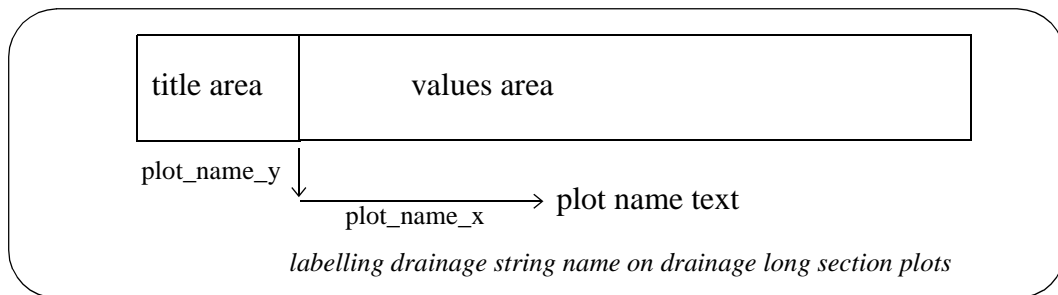 title area values area
plot_name_y
plot name text
plot_name_x
labelling drainage string name on drainage long section plots